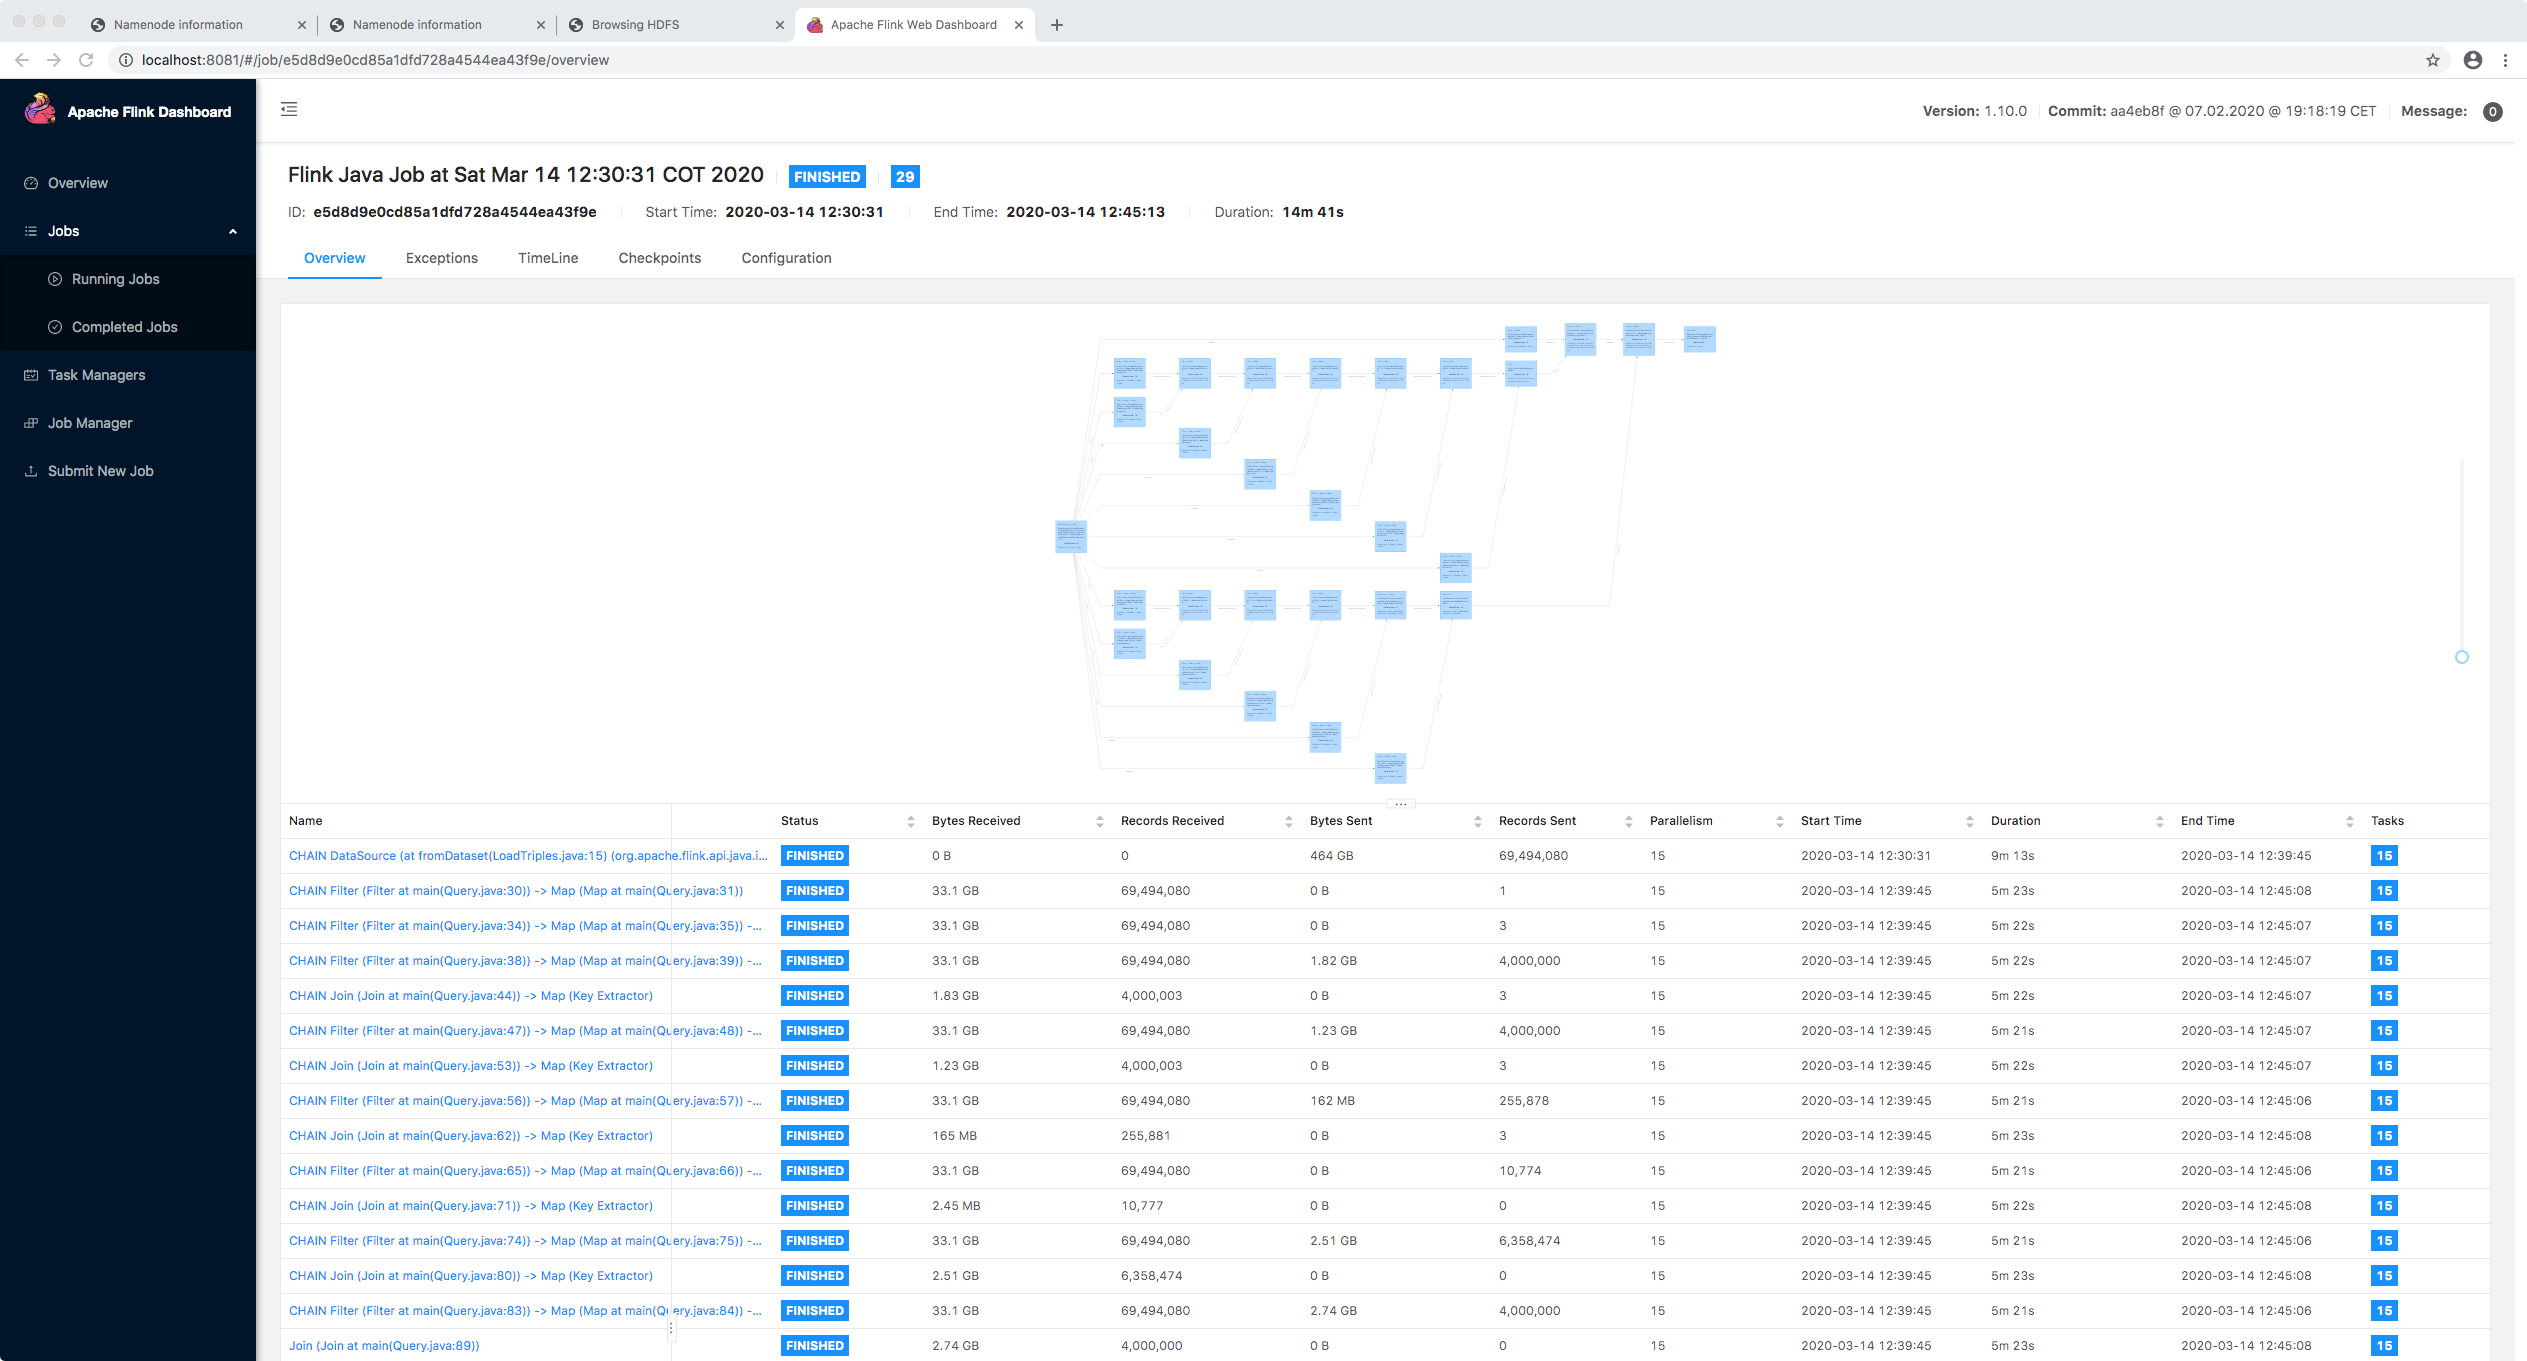 Namenode information
Namenode information
Browsing HDFS
Apache Flink Web Dashboard
localhost:8081/#/job/e5d8d9e0cd85a1dfd728a4544ea43f9e/overview
Apache Flink Dashboard
Version: 1.10.0 Commit: aa4eb8f @ 07.02.2020 @ 19:18:19 CET Message: 0
Overview
Jobs
Running Jobs
Completed Jobs
Task Managers
Job Manager
Submit New Job
Flink Java Job at Sat Mar 14 12:30:31 COT 2020 FINISHED 29
ID: e5d8d9e0cd85a1dfd728a4544ea43f9e Start Time: 2020-03-14 12:30:31 End Time: 2020-03-14 12:45:13 Duration: 14m 41s
Overview Exceptions TimeLine Checkpoints Configuration
Name Status Bytes Received Records Received Bytes Sent Records Sent Parallelism Start Time Duration End Time Tasks
CHAIN DataSource (at fromDataset(LoadTriples.java:15) (org.apache.flink.api.java.i... FINISHED 0 B 0 464 GB 69,494,080 15 2020-03-14 12:30:31 9m 13s 2020-03-14 12:39:45 15
CHAIN Filter (Filter at main(Query.java:30)) -> Map (Map at main(Query.java:31)) FINISHED 33.1 GB 69,494,080 0 B 1 15 2020-03-14 12:39:45 5m 23s 2020-03-14 12:45:08 15
CHAIN Filter (Filter at main(Query.java:34)) -> Map (Map at main(Query.java:35)) -... FINISHED 33.1 GB 69,494,080 0 B 3 15 2020-03-14 12:39:45 5m 22s 2020-03-14 12:45:07 15
CHAIN Filter (Filter at main(Query.java:38)) -> Map (Map at main(Query.java:39)) -... FINISHED 33.1 GB 69,494,080 1.82 GB 4,000,000 15 2020-03-14 12:39:45 5m 22s 2020-03-14 12:45:07 15
CHAIN Join (Join at main(Query.java:44)) -> Map (Key Extractor) FINISHED 1.83 GB 4,000,003 0 B 3 15 2020-03-14 12:39:45 5m 22s 2020-03-14 12:45:07 15
CHAIN Filter (Filter at main(Query.java:47)) -> Map (Map at main(Query.java:48)) -... FINISHED 33.1 GB 69,494,080 1.23 GB 4,000,000 15 2020-03-14 12:39:45 5m 21s 2020-03-14 12:45:07 15
CHAIN Join (Join at main(Query.java:53)) -> Map (Key Extractor) FINISHED 1.23 GB 4,000,003 0 B 3 15 2020-03-14 12:39:45 5m 22s 2020-03-14 12:45:07 15
CHAIN Filter (Filter at main(Query.java:56)) -> Map (Map at main(Query.java:57)) -... FINISHED 33.1 GB 69,494,080 162 MB 255,878 15 2020-03-14 12:39:45 5m 21s 2020-03-14 12:45:06 15
CHAIN Join (Join at main(Query.java:62)) -> Map (Key Extractor) FINISHED 165 MB 255,881 0 B 3 15 2020-03-14 12:39:45 5m 23s 2020-03-14 12:45:08 15
CHAIN Filter (Filter at main(Query.java:65)) -> Map (Map at main(Query.java:66)) -... FINISHED 33.1 GB 69,494,080 0 B 10,774 15 2020-03-14 12:39:45 5m 21s 2020-03-14 12:45:06 15
CHAIN Join (Join at main(Query.java:71)) -> Map (Key Extractor) FINISHED 2.45 MB 10,777 0 B 0 15 2020-03-14 12:39:45 5m 22s 2020-03-14 12:45:08 15
CHAIN Filter (Filter at main(Query.java:74)) -> Map (Map at main(Query.java:75)) -... FINISHED 33.1 GB 69,494,080 2.51 GB 6,358,474 15 2020-03-14 12:39:45 5m 21s 2020-03-14 12:45:06 15
CHAIN Join (Join at main(Query.java:80)) -> Map (Key Extractor) FINISHED 2.51 GB 6,358,474 0 B 0 15 2020-03-14 12:39:45 5m 23s 2020-03-14 12:45:08 15
CHAIN Filter (Filter at main(Query.java:83)) -> Map (Map at main(Query.java:84)) -... FINISHED 33.1 GB 69,494,080 2.74 GB 4,000,000 15 2020-03-14 12:39:45 5m 21s 2020-03-14 12:45:06 15
Join (Join at main(Query.java:89)) FINISHED 2.74 GB 4,000,000 0 B 0 15 2020-03-14 12:39:45 5m 23s 2020-03-14 12:45:08 15